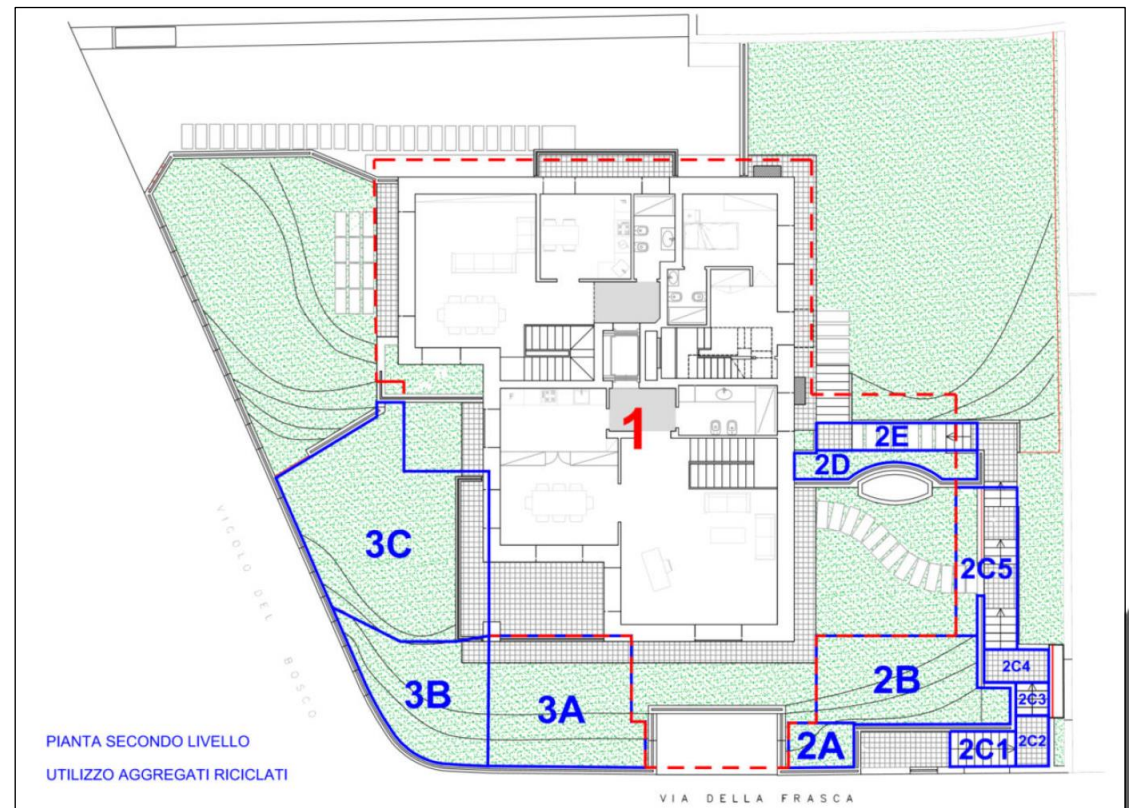 1
2E
2D
3C
2C5
2C4
2B
2C3
3B
3A
2A
2C1
2C2
VICOLO DEL BOSCO
PIANTA SECONDO LIVELLO
UTILIZZO AGGREGATI RICICLATI
VIA DELLA FRASCA